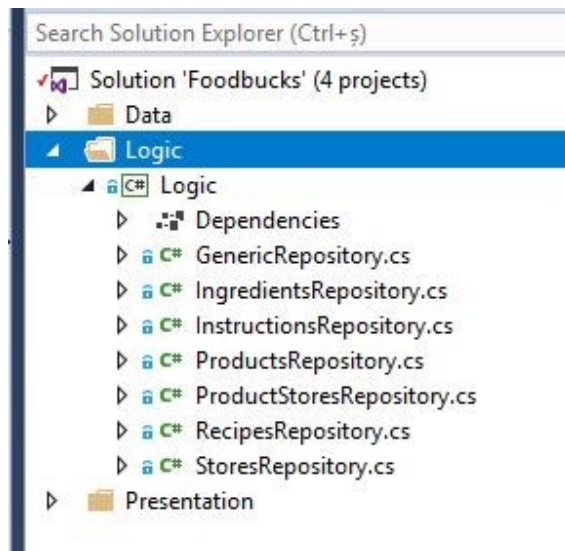 Search Solution Explorer (Ctrl+ș)
Solution 'Foodbucks' (4 projects)
Data
Logic
C# Logic
Dependencies
C# GenericRepository.cs
C# IngredientsRepository.cs
C# InstructionsRepository.cs
C# ProductsRepository.cs
C# ProductStoresRepository.cs
C# RecipesRepository.cs
C# StoresRepository.cs
Presentation